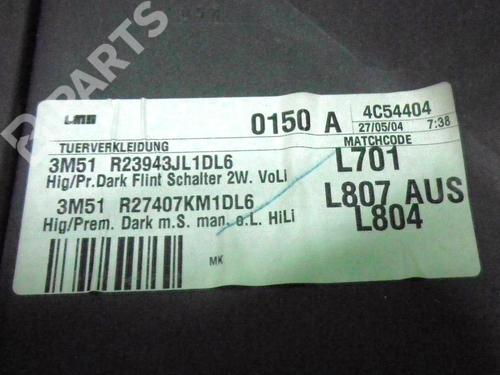 B-PARTS
0150 A
4C54404
27/05/04 7:38
TUERVERKLEIDUNG
MATCHCODE
3M51 R23943JL1DL6
L701
Hig/Pr.Dark Flint Schalter 2W. VoLi
L807 AUS
3M51 R27407KM1DL6
L804
Hig/Prem. Dark m.S. man. o.L. HiLi
MK